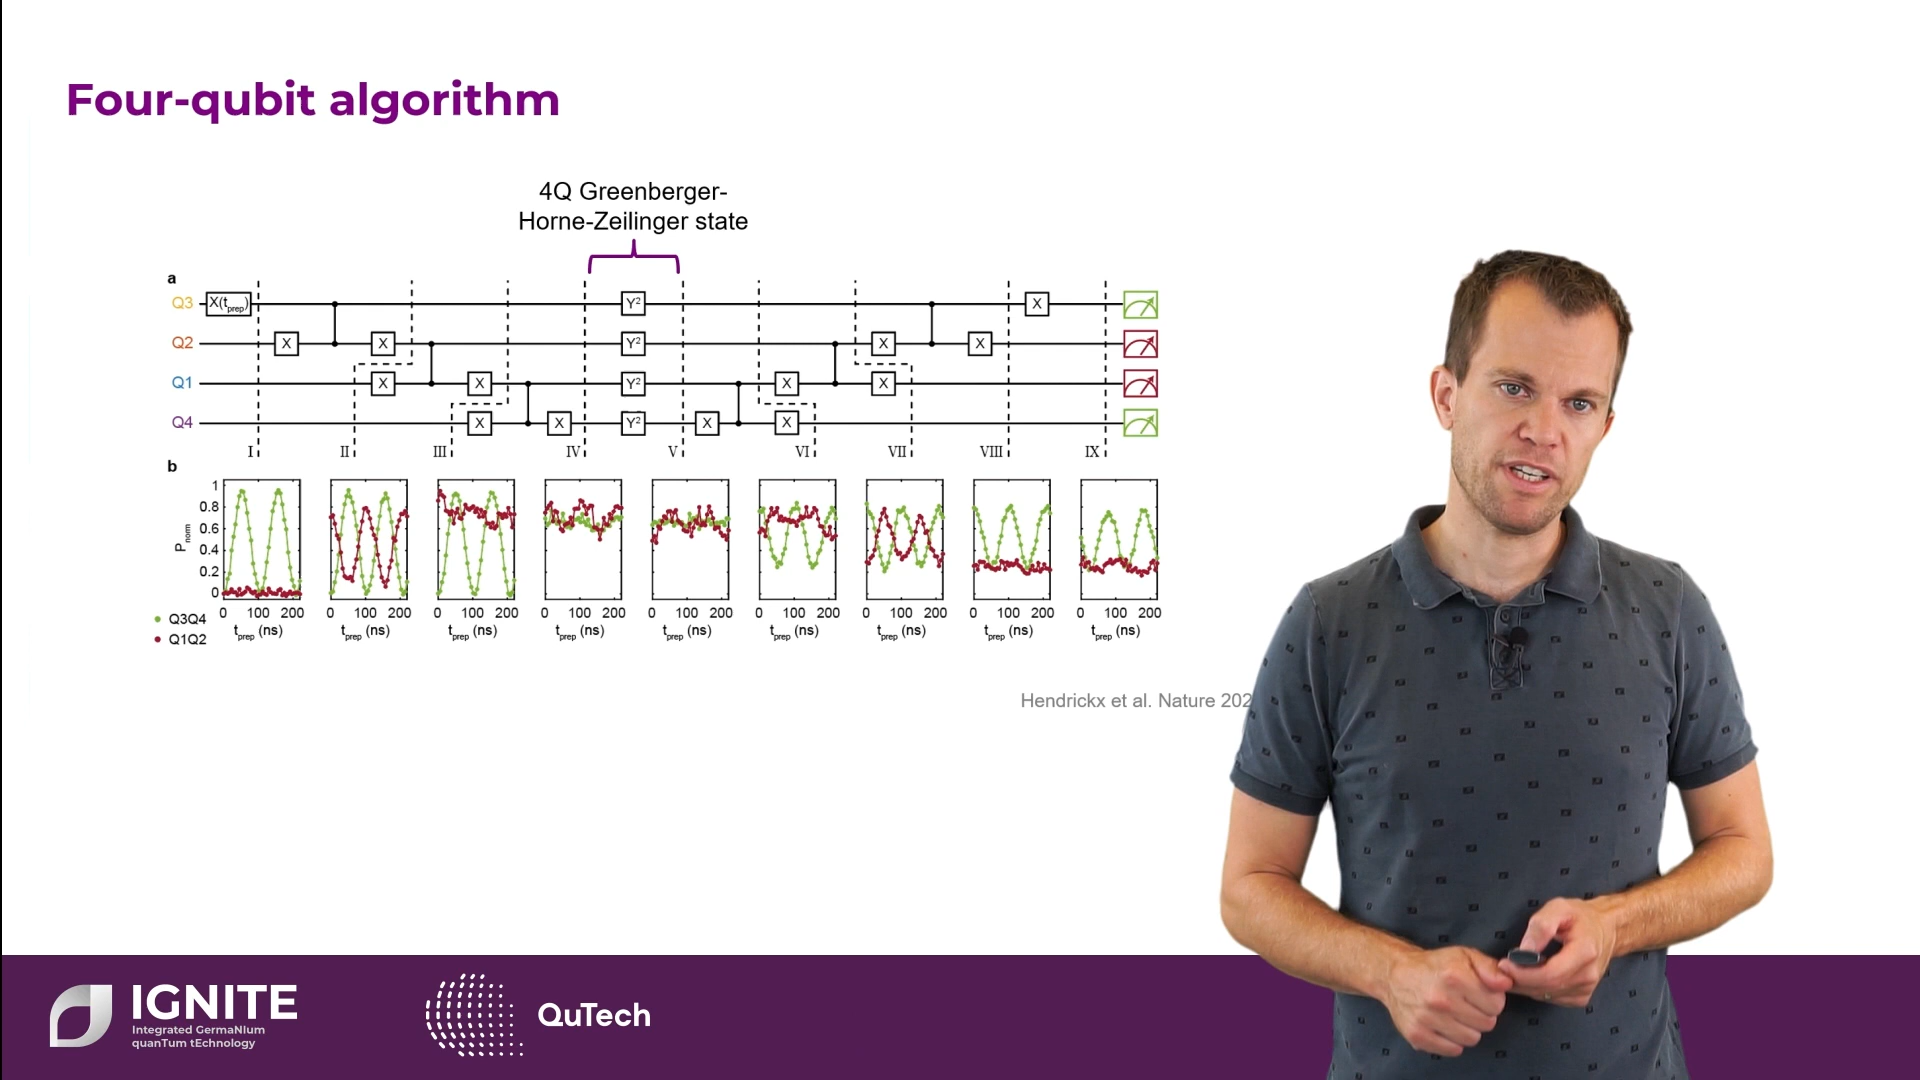 Four-qubit algorithm
4Q Greenberger-
Horne-Zeilinger state
a
Q3 X(tprep) Y² X
Q2 X X Y² X X
Q1 X X Y² X X
Q4 X X Y² X X
I II III IV V VI VII VIII IX
b
Pnorm
1
0.8
0.6
0.4
0.2
0
0 100 200 0 100 200 0 100 200 0 100 200 0 100 200 0 100 200 0 100 200 0 100 200 0 100 200
tprep (ns) tprep (ns) tprep (ns) tprep (ns) tprep (ns) tprep (ns) tprep (ns) tprep (ns) tprep (ns)
Q3Q4
Q1Q2
Hendrickx et al. Nature 202
IGNITE
Integrated GermaNIum
quanTum tEchnology
QuTech